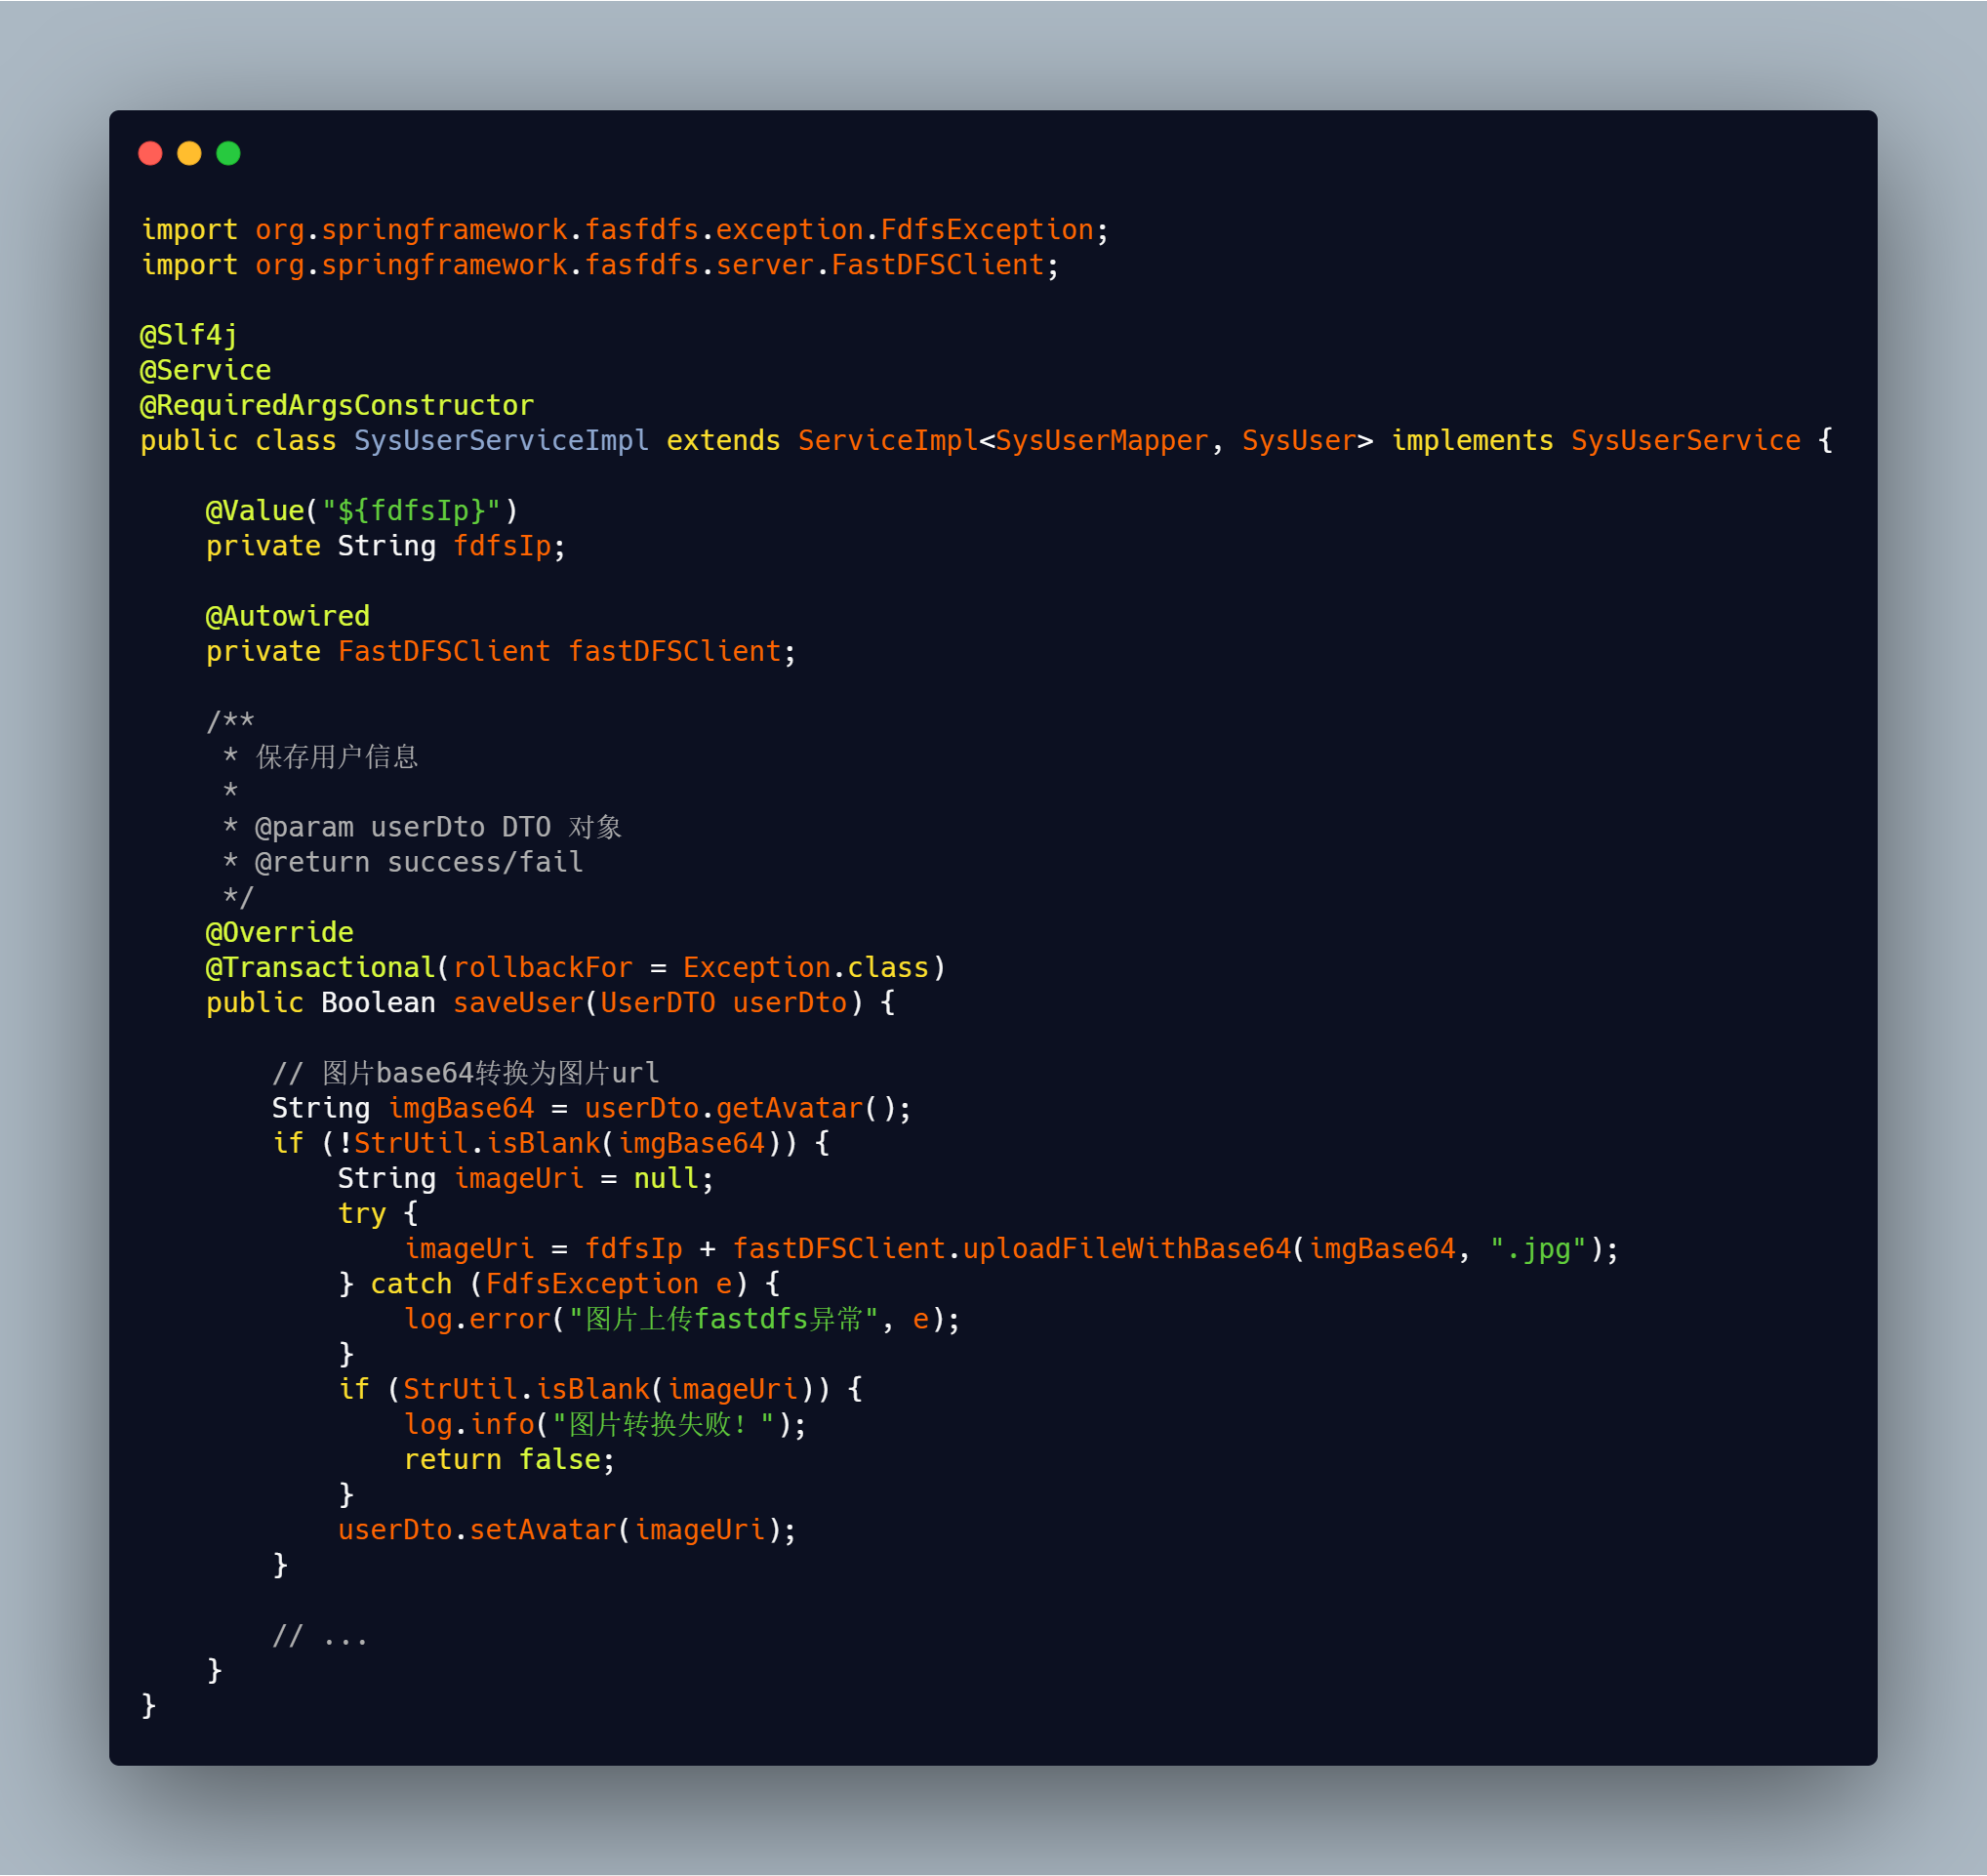 import org.springframework.fasfdfs.exception.FdfsException;
import org.springframework.fasfdfs.server.FastDFSClient;
@Slf4j
@Service
@RequiredArgsConstructor
public class SysUserServiceImpl extends ServiceImpl<SysUserMapper, SysUser> implements SysUserService {
@Value("${fdfsIp}")
private String fdfsIp;
@Autowired
private FastDFSClient fastDFSClient;
/**
* 保存用户信息
*
* @param userDto DTO 对象
* @return success/fail
*/
@Override
@Transactional(rollbackFor = Exception.class)
public Boolean saveUser(UserDTO userDto) {
// 图片base64转换为图片url
String imgBase64 = userDto.getAvatar();
if (!StrUtil.isBlank(imgBase64)) {
String imageUri = null;
try {
imageUri = fdfsIp + fastDFSClient.uploadFileWithBase64(imgBase64, ".jpg");
} catch (FdfsException e) {
log.error("图片上传fastdfs异常", e);
}
if (StrUtil.isBlank(imageUri)) {
log.info("图片转换失败！");
return false;
}
userDto.setAvatar(imageUri);
}
// ...
}
}